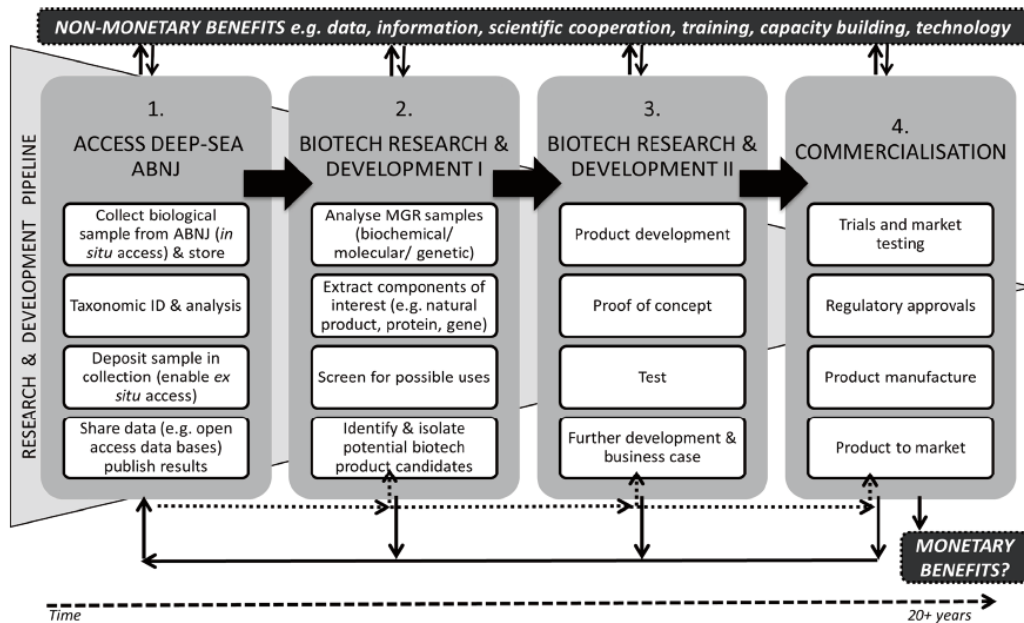 NON-MONETARY BENEFITS e.g. data, information, scientific cooperation, training, capacity building, technology
RESEARCH & DEVELOPMENT PIPELINE
1.
ACCESS DEEP-SEA
ABNJ
Collect biological
sample from ABNJ (in
situ access) & store
Taxonomic ID & analysis
Deposit sample in
collection (enable ex
situ access)
Share data (e.g. open
access data bases)
publish results
2.
BIOTECH RESEARCH &
DEVELOPMENT I
Analyse MGR samples
(biochemical/
molecular/ genetic)
Extract components of
interest (e.g. natural
product, protein, gene)
Screen for possible uses
Identify & isolate
potential biotech
product candidates
3.
BIOTECH RESEARCH &
DEVELOPMENT II
Product development
Proof of concept
Test
Further development &
business case
4.
COMMERCIALISATION
Trials and market
testing
Regulatory approvals
Product manufacture
Product to market
MONETARY
BENEFITS?
Time
20+ years